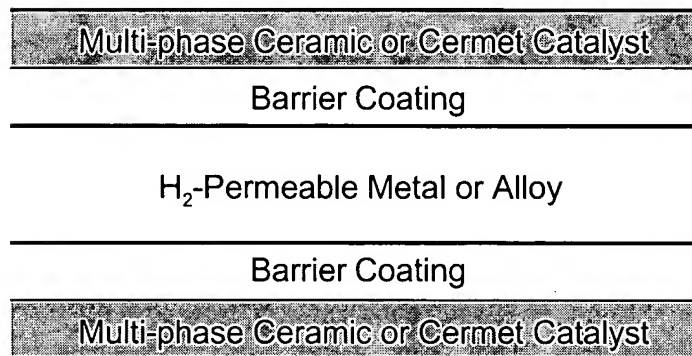 Multi-phase Ceramic or Cermet Catalyst
Barrier Coating
H₂-Permeable Metal or Alloy
Barrier Coating
Multi-phase Ceramic or Cermet Catalyst